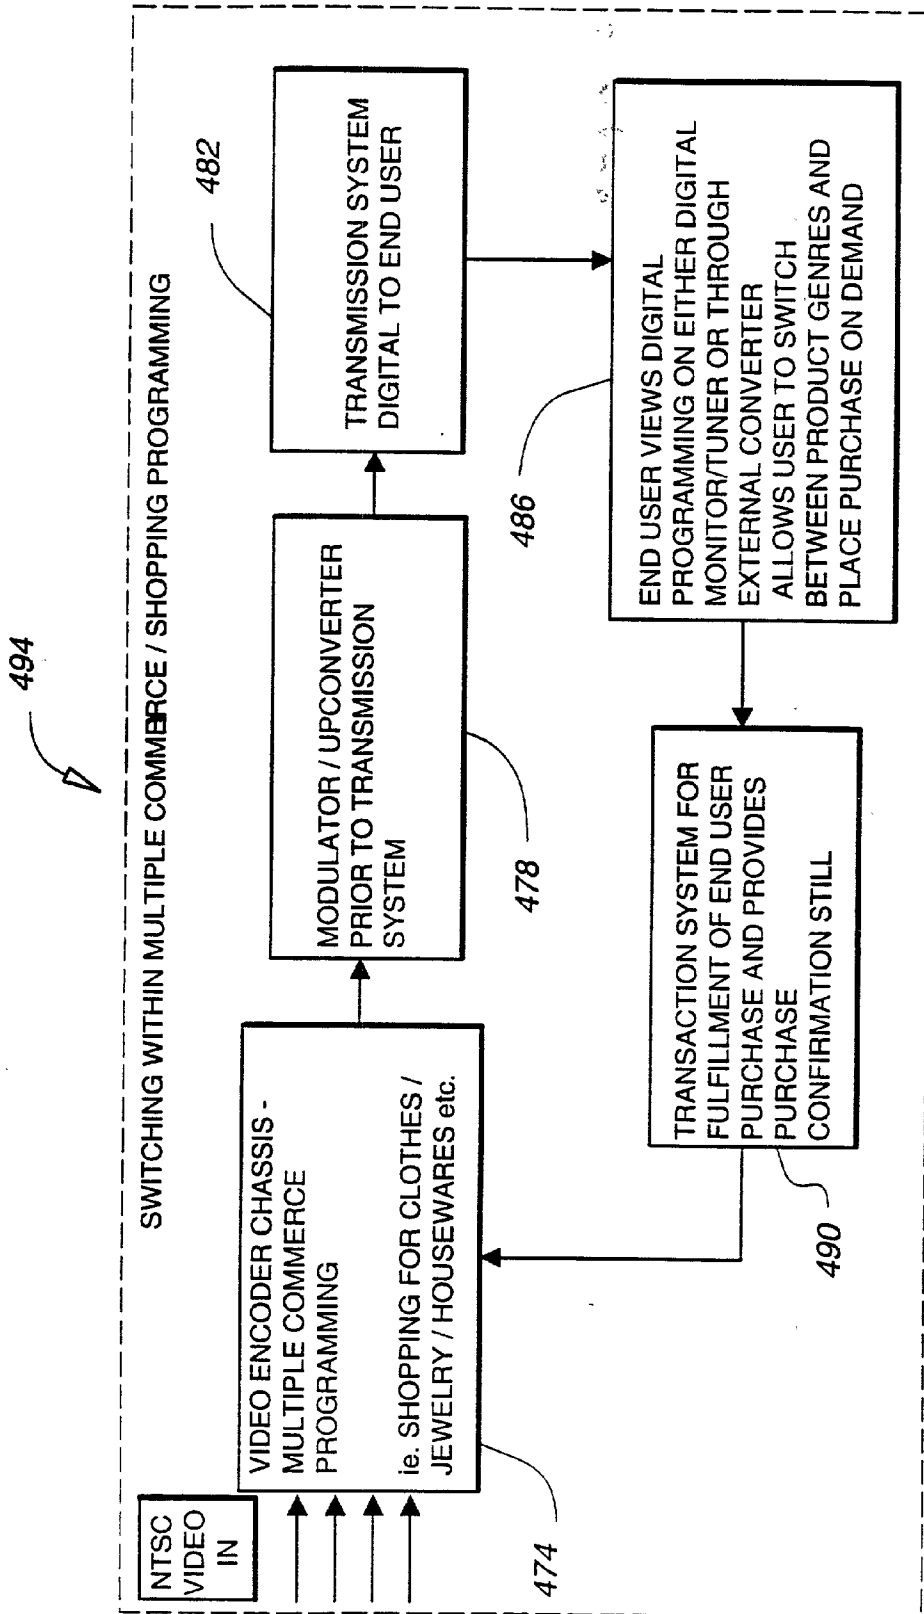 494
SWITCHING WITHIN MULTIPLE COMMERCE / SHOPPING PROGRAMMING
NTSC
VIDEO
IN
VIDEO ENCODER CHASSIS -
MULTIPLE COMMERCE
PROGRAMMING
ie. SHOPPING FOR CLOTHES /
JEWELRY / HOUSEWARES etc.
474
MODULATOR / UPCONVERTER
PRIOR TO TRANSMISSION
SYSTEM
478
TRANSMISSION SYSTEM
DIGITAL TO END USER
482
END USER VIEWS DIGITAL
PROGRAMMING ON EITHER DIGITAL
MONITOR/TUNER OR THROUGH
EXTERNAL CONVERTER
ALLOWS USER TO SWITCH
BETWEEN PRODUCT GENRES AND
PLACE PURCHASE ON DEMAND
486
TRANSACTION SYSTEM FOR
FULFILLMENT OF END USER
PURCHASE AND PROVIDES
PURCHASE
CONFIRMATION STILL
490